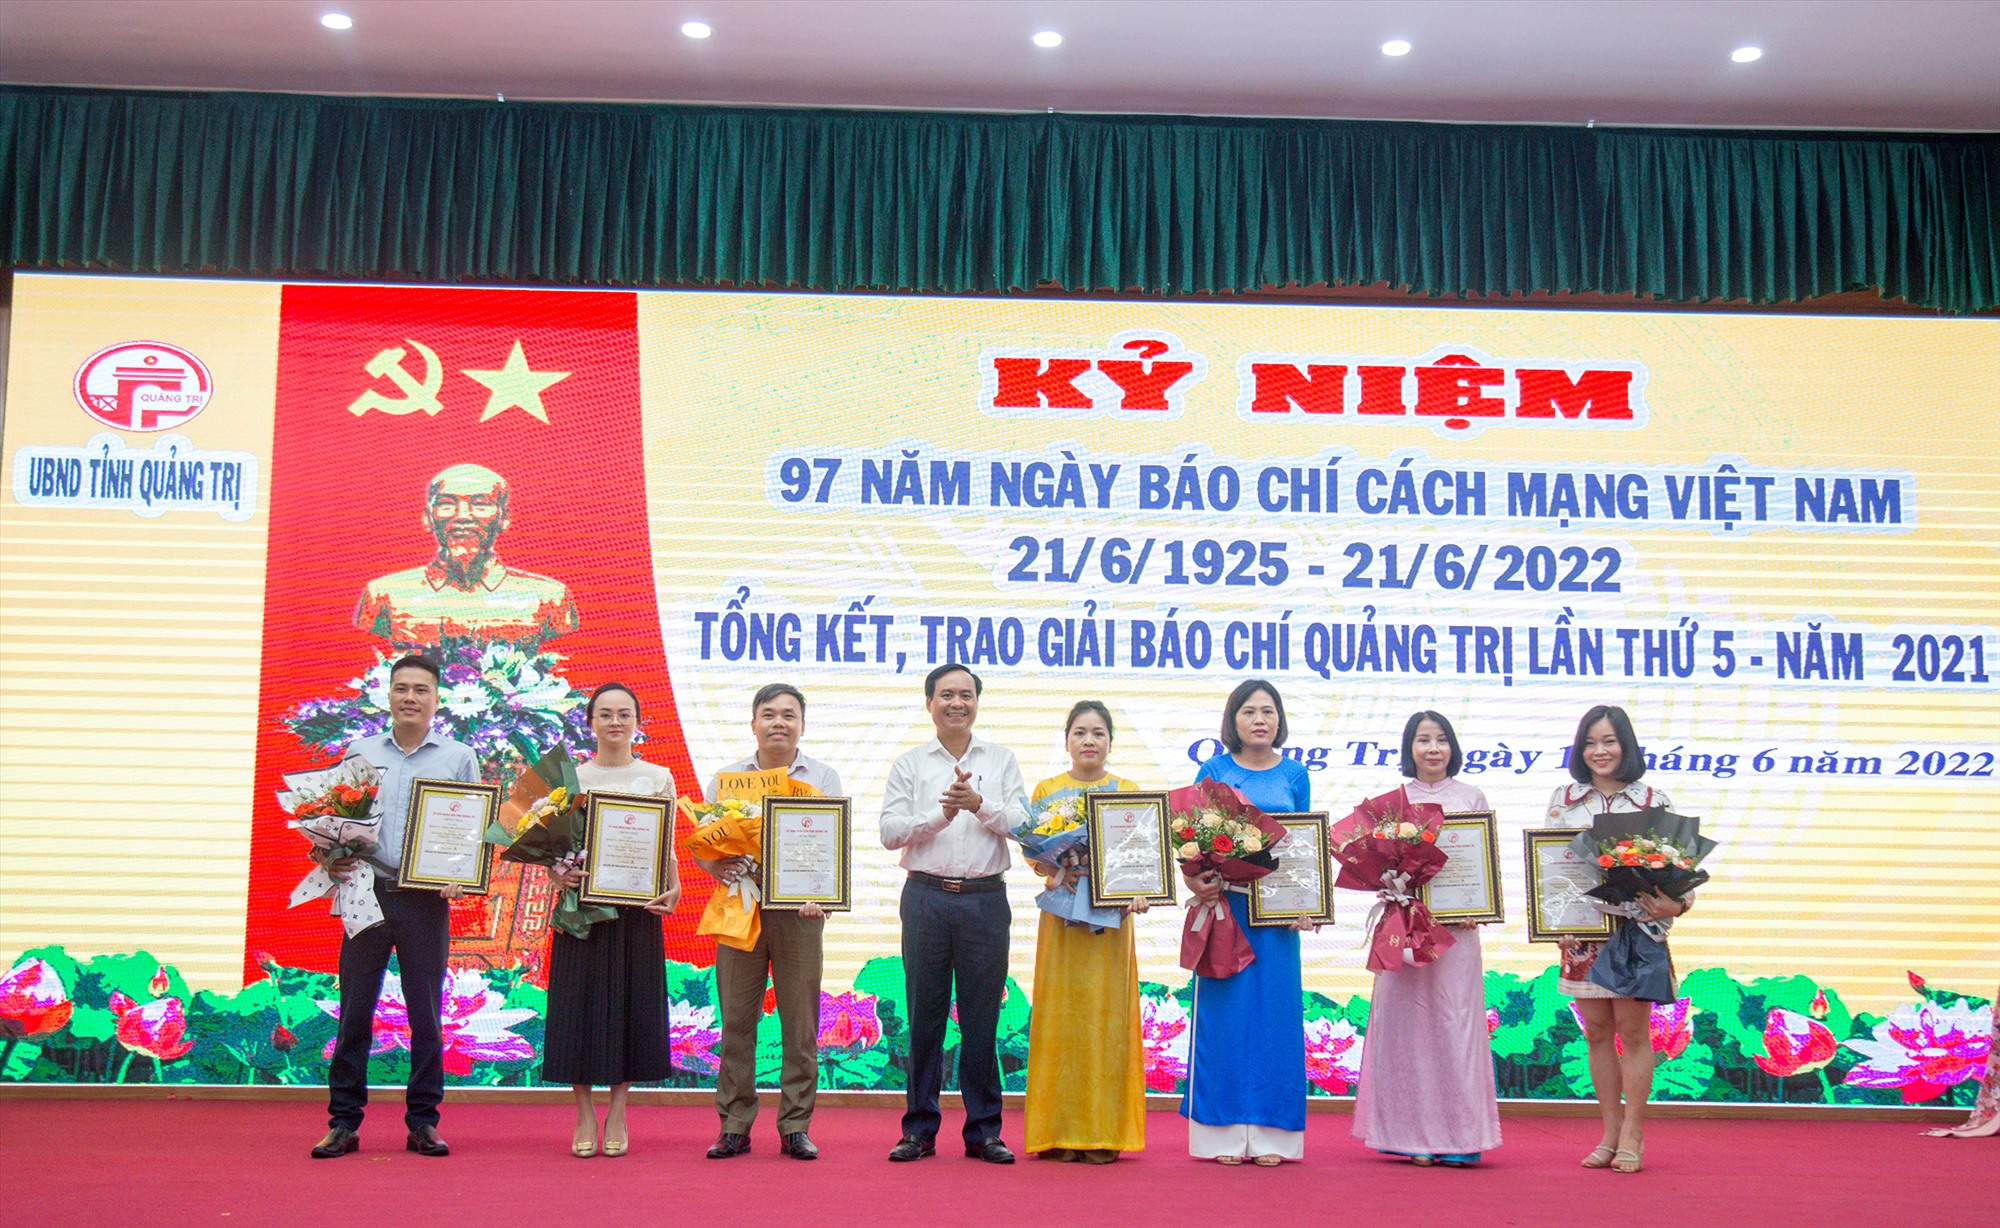 QUẢNG TRỊ
UBND TỈNH QUẢNG TRỊ
KỶ NIỆM
97 NĂM NGÀY BÁO CHÍ CÁCH MẠNG VIỆT NAM
21/6/1925 - 21/6/2022
TỔNG KẾT, TRAO GIẢI BÁO CHÍ QUẢNG TRỊ LẦN THỨ 5 - NĂM 2021
Trị, ngày tháng 6 năm 2022
LOVE YOU